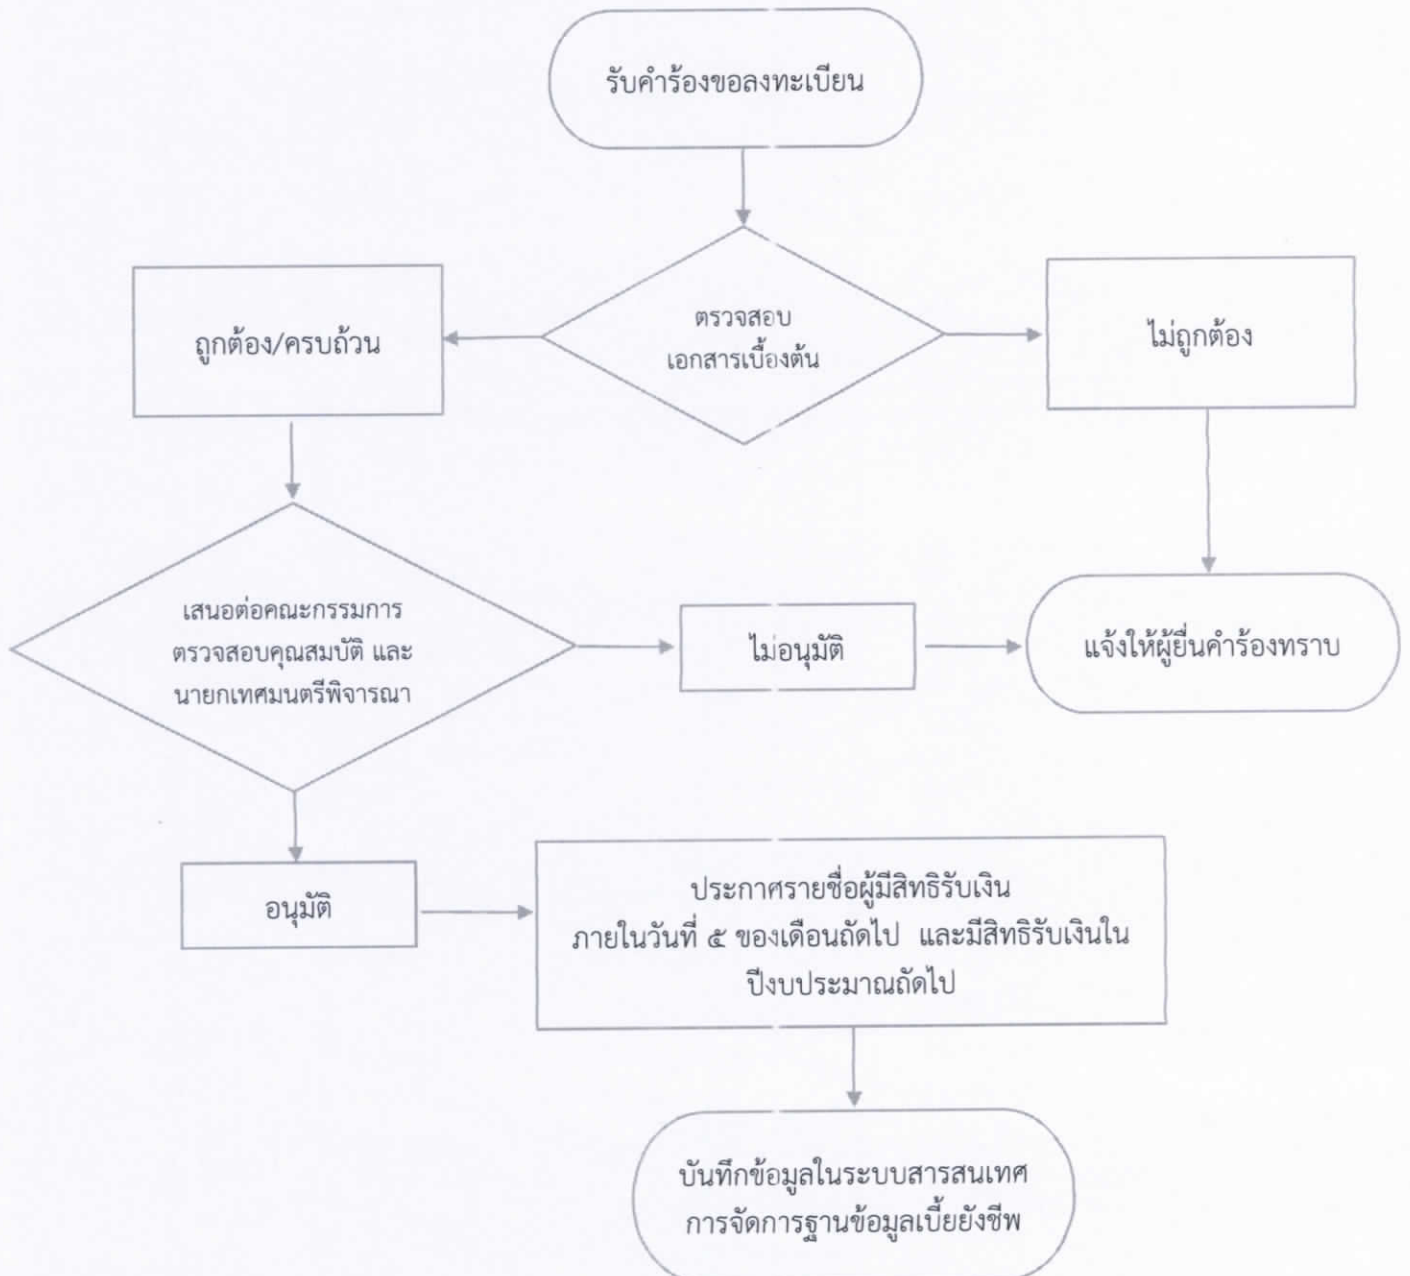 รับคำร้องขอลงทะเบียน
ตรวจสอบ
เอกสารเบื้องต้น
ถูกต้อง/ครบถ้วน
ไม่ถูกต้อง
เสนอต่อคณะกรรมการ
ตรวจสอบคุณสมบัติ และ
นายกเทศมนตรีพิจารณา
ไม่อนุมัติ
แจ้งให้ผู้ยื่นคำร้องทราบ
อนุมัติ
ประกาศรายชื่อผู้มีสิทธิรับเงิน
ภายในวันที่ ๕ ของเดือนถัดไป และมีสิทธิรับเงินใน
ปีงบประมาณถัดไป
บันทึกข้อมูลในระบบสารสนเทศ
การจัดการฐานข้อมูลเบี้ยยังชีพ